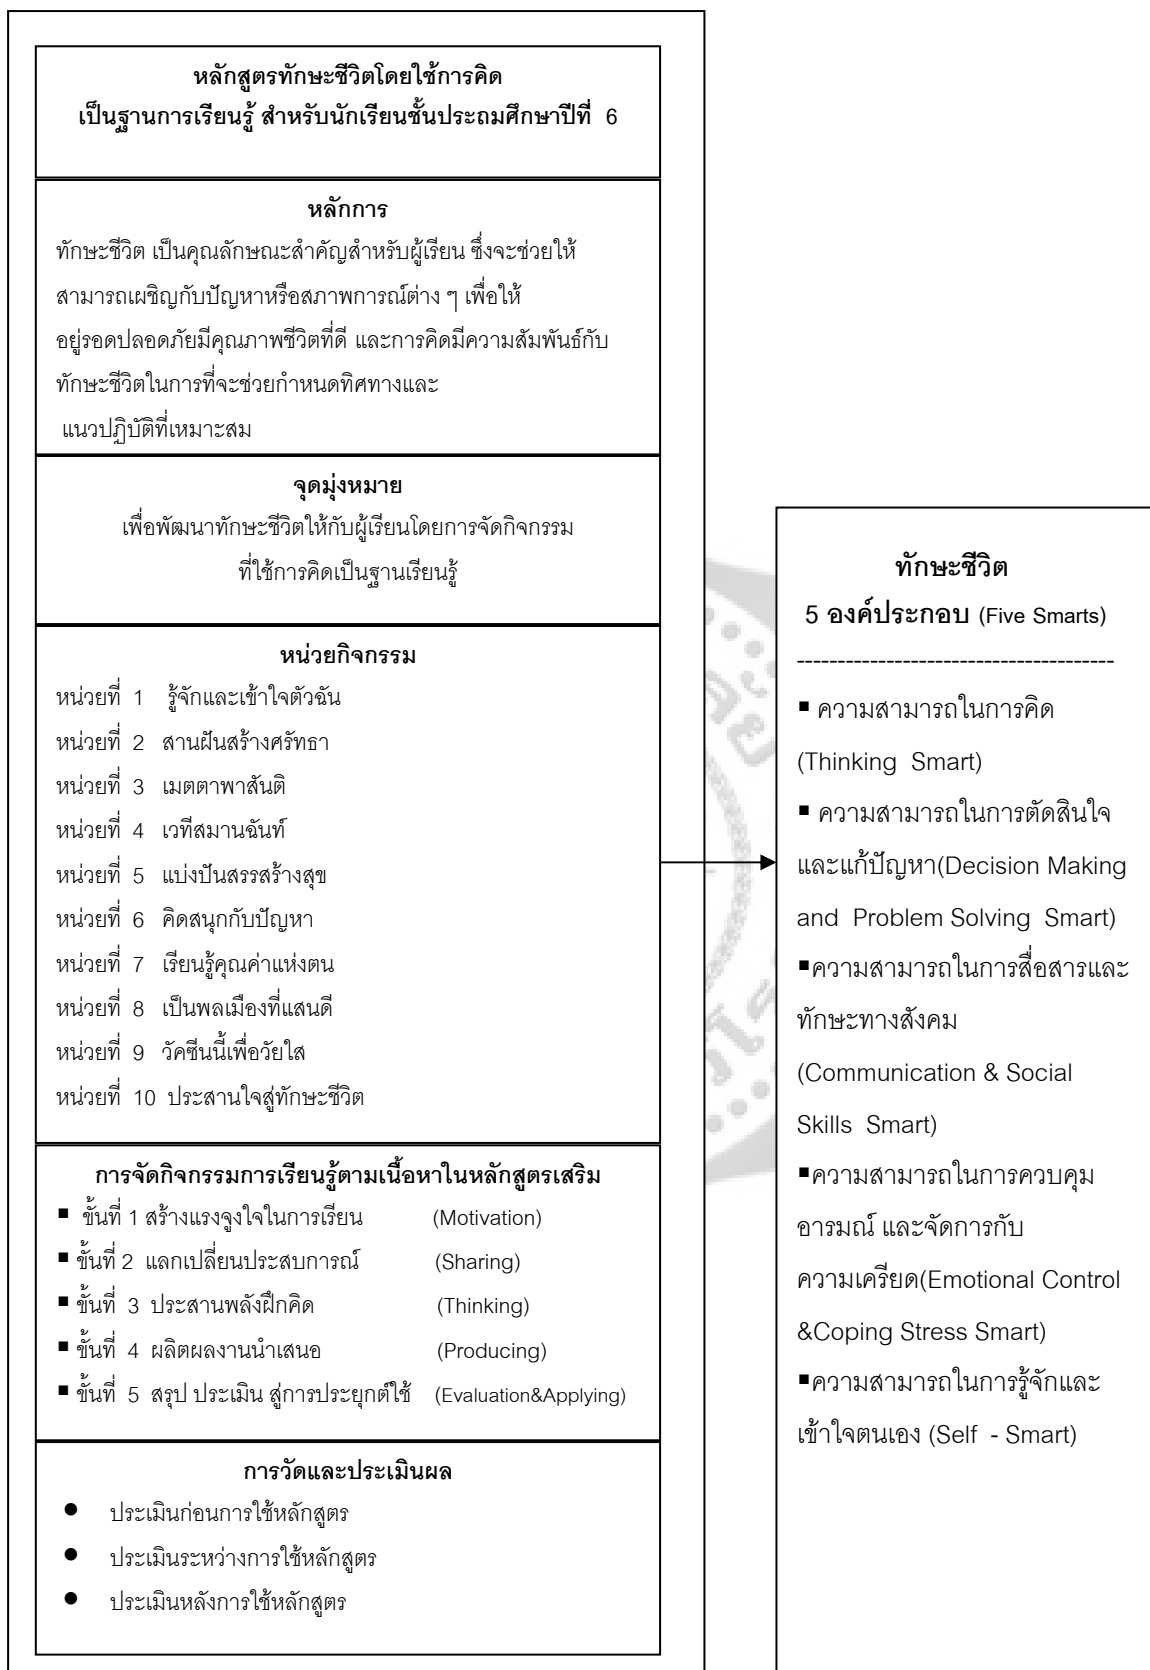 หลักสูตรทักษะชีวิตโดยใช้การคิด
เป็นฐานการเรียนรู้ สำหรับนักเรียนชั้นประถมศึกษาปีที่ 6
หลักการ
ทักษะชีวิต เป็นคุณลักษณะสำคัญสำหรับผู้เรียน ซึ่งจะช่วยให้
สามารถเผชิญกับปัญหาหรือสภาพการณ์ต่าง ๆ เพื่อให้
อยู่รอดปลอดภัยมีคุณภาพชีวิตที่ดี และการคิดมีความสัมพันธ์กับ
ทักษะชีวิตในการที่จะช่วยกำหนดทิศทางและ
แนวปฏิบัติที่เหมาะสม
จุดมุ่งหมาย
เพื่อพัฒนาทักษะชีวิตให้กับผู้เรียนโดยการจัดกิจกรรม
ที่ใช้การคิดเป็นฐานเรียนรู้
หน่วยกิจกรรม
หน่วยที่ 1 รู้จักและเข้าใจตัวฉัน
หน่วยที่ 2 สานฝันสร้างศรัทธา
หน่วยที่ 3 เมตตาพาสันติ
หน่วยที่ 4 เวทีสมานฉันท์
หน่วยที่ 5 แบ่งปันสรรสร้างสุข
หน่วยที่ 6 คิดสนุกกับปัญหา
หน่วยที่ 7 เรียนรู้คุณค่าแห่งตน
หน่วยที่ 8 เป็นพลเมืองที่แสนดี
หน่วยที่ 9 วัคซีนนี้เพื่อวัยใส
หน่วยที่ 10 ประสานใจสู่ทักษะชีวิต
การจัดกิจกรรมการเรียนรู้ตามเนื้อหาในหลักสูตรเสริม
▪ ขั้นที่ 1 สร้างแรงจูงใจในการเรียน (Motivation)
▪ ขั้นที่ 2 แลกเปลี่ยนประสบการณ์ (Sharing)
▪ ขั้นที่ 3 ประสานพลังฝึกคิด (Thinking)
▪ ขั้นที่ 4 ผลิตผลงานนำเสนอ (Producing)
▪ ขั้นที่ 5 สรุป ประเมิน สู่การประยุกต์ใช้ (Evaluation&Applying)
การวัดและประเมินผล
● ประเมินก่อนการใช้หลักสูตร
● ประเมินระหว่างการใช้หลักสูตร
● ประเมินหลังการใช้หลักสูตร
ทักษะชีวิต
5 องค์ประกอบ (Five Smarts)
---------------------------------------
▪ ความสามารถในการคิด
(Thinking Smart)
▪ ความสามารถในการตัดสินใจ
และแก้ปัญหา(Decision Making
and Problem Solving Smart)
▪ความสามารถในการสื่อสารและ
ทักษะทางสังคม
(Communication & Social
Skills Smart)
▪ความสามารถในการควบคุม
อารมณ์ และจัดการกับ
ความเครียด(Emotional Control
&Coping Stress Smart)
▪ความสามารถในการรู้จักและ
เข้าใจตนเอง (Self - Smart)